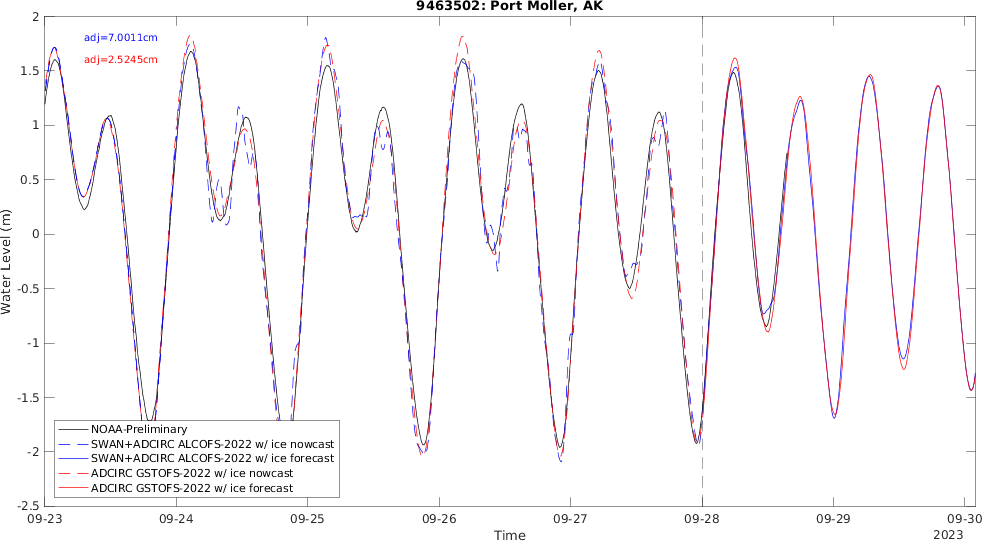 9463502: Port Moller, AK
adj=7.0011cm
adj=2.5245cm
2
1.5
1
0.5
0
-0.5
-1
-1.5
-2
-2.5
Water Level (m)
NOAA-Preliminary
SWAN+ADCIRC ALCOFS-2022 w/ ice nowcast
SWAN+ADCIRC ALCOFS-2022 w/ ice forecast
ADCIRC GSTOFS-2022 w/ ice nowcast
ADCIRC GSTOFS-2022 w/ ice forecast
09-23 09-24 09-25 09-26 09-27 09-28 09-29 09-30
Time
2023